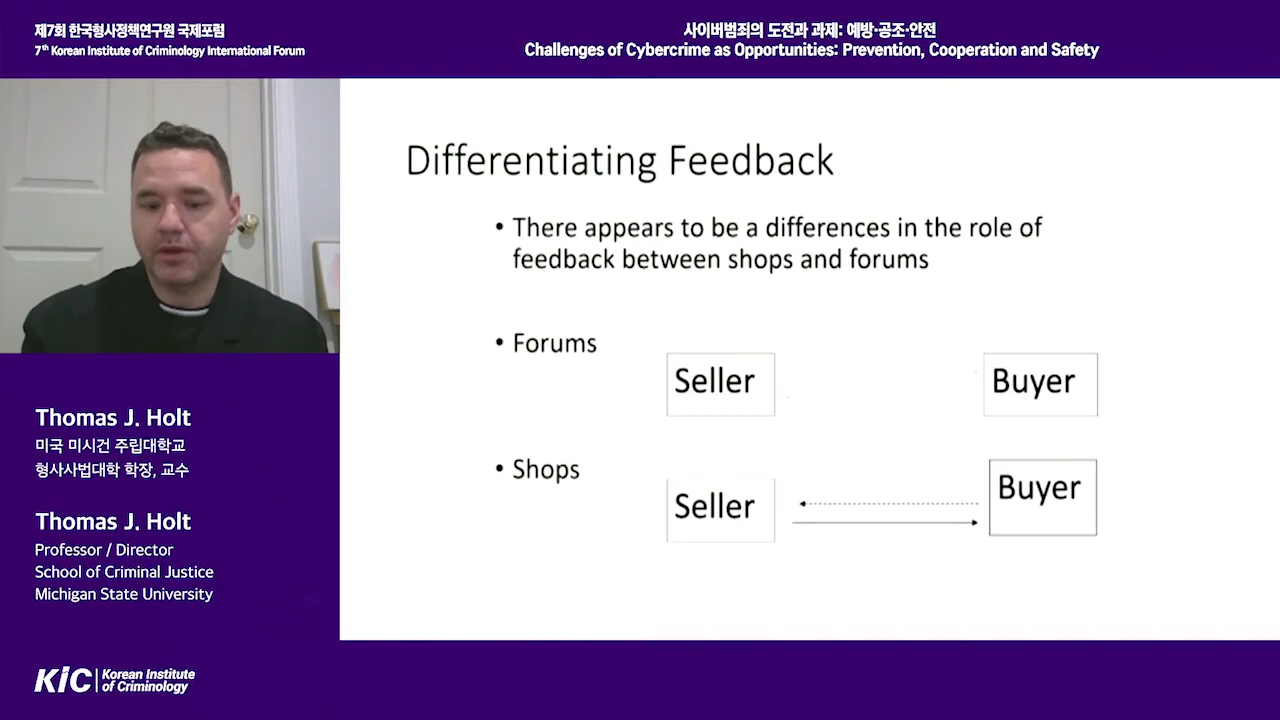 제7회 한국형사정책연구원 국제포럼
7th Korean Institute of Criminology International Forum
사이버범죄의 도전과 과제: 예방·공조·안전
Challenges of Cybercrime as Opportunities: Prevention, Cooperation and Safety
Differentiating Feedback
• There appears to be a differences in the role of
feedback between shops and forums
• Forums
Seller
Buyer
• Shops
Seller
Buyer
Thomas J. Holt
미국 미시건 주립대학교
형사사법대학 학장, 교수
Thomas J. Holt
Professor / Director
School of Criminal Justice
Michigan State University
KIC
Korean Institute
of Criminology